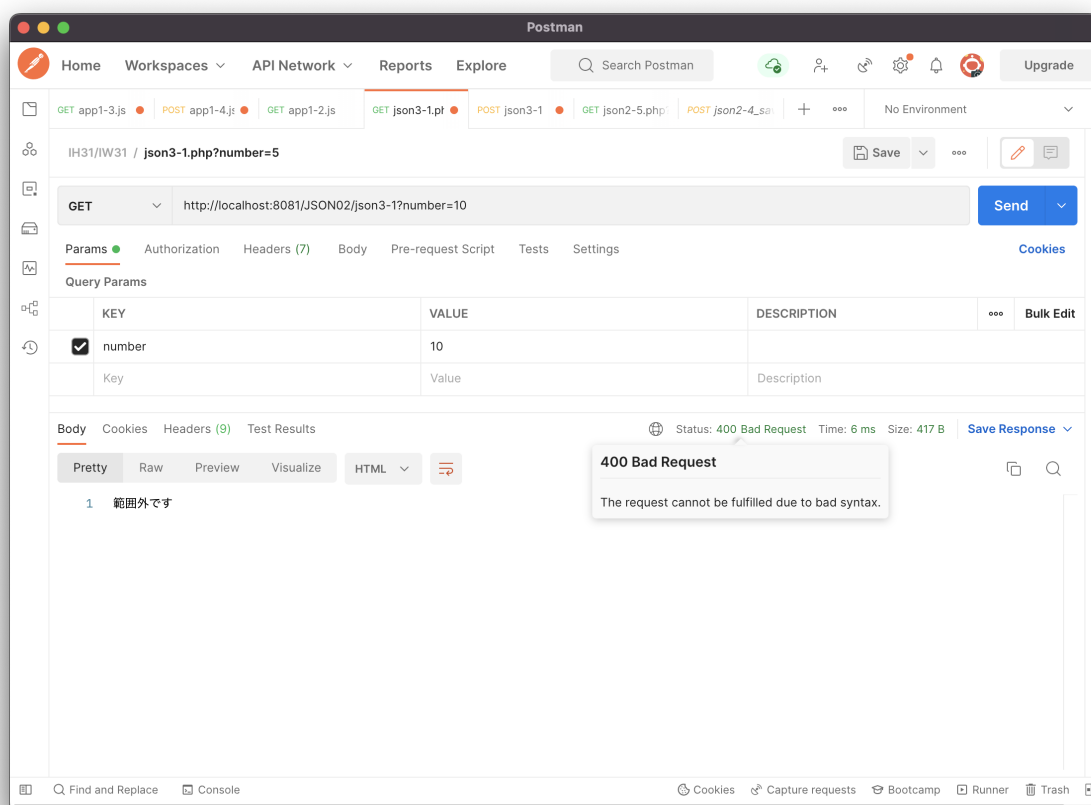 Postman
Home Workspaces API Network Reports Explore Search Postman Upgrade
GET app1-3.js POST app1-4.js GET app1-2.js GET json3-1.ph POST json3-1 GET json2-5.php POST json2-4_sa No Environment
IH31/IW31 / json3-1.php?number=5 Save
GET http://localhost:8081/JSON02/json3-1?number=10 Send
Params Authorization Headers (7) Body Pre-request Script Tests Settings Cookies
Query Params
KEY VALUE DESCRIPTION Bulk Edit
number 10
Key Value Description
Body Cookies Headers (9) Test Results Status: 400 Bad Request Time: 6 ms Size: 417 B Save Response
Pretty Raw Preview Visualize HTML
400 Bad Request
The request cannot be fulfilled due to bad syntax.
1 範囲外です
Find and Replace Console Cookies Capture requests Bootcamp Runner Trash